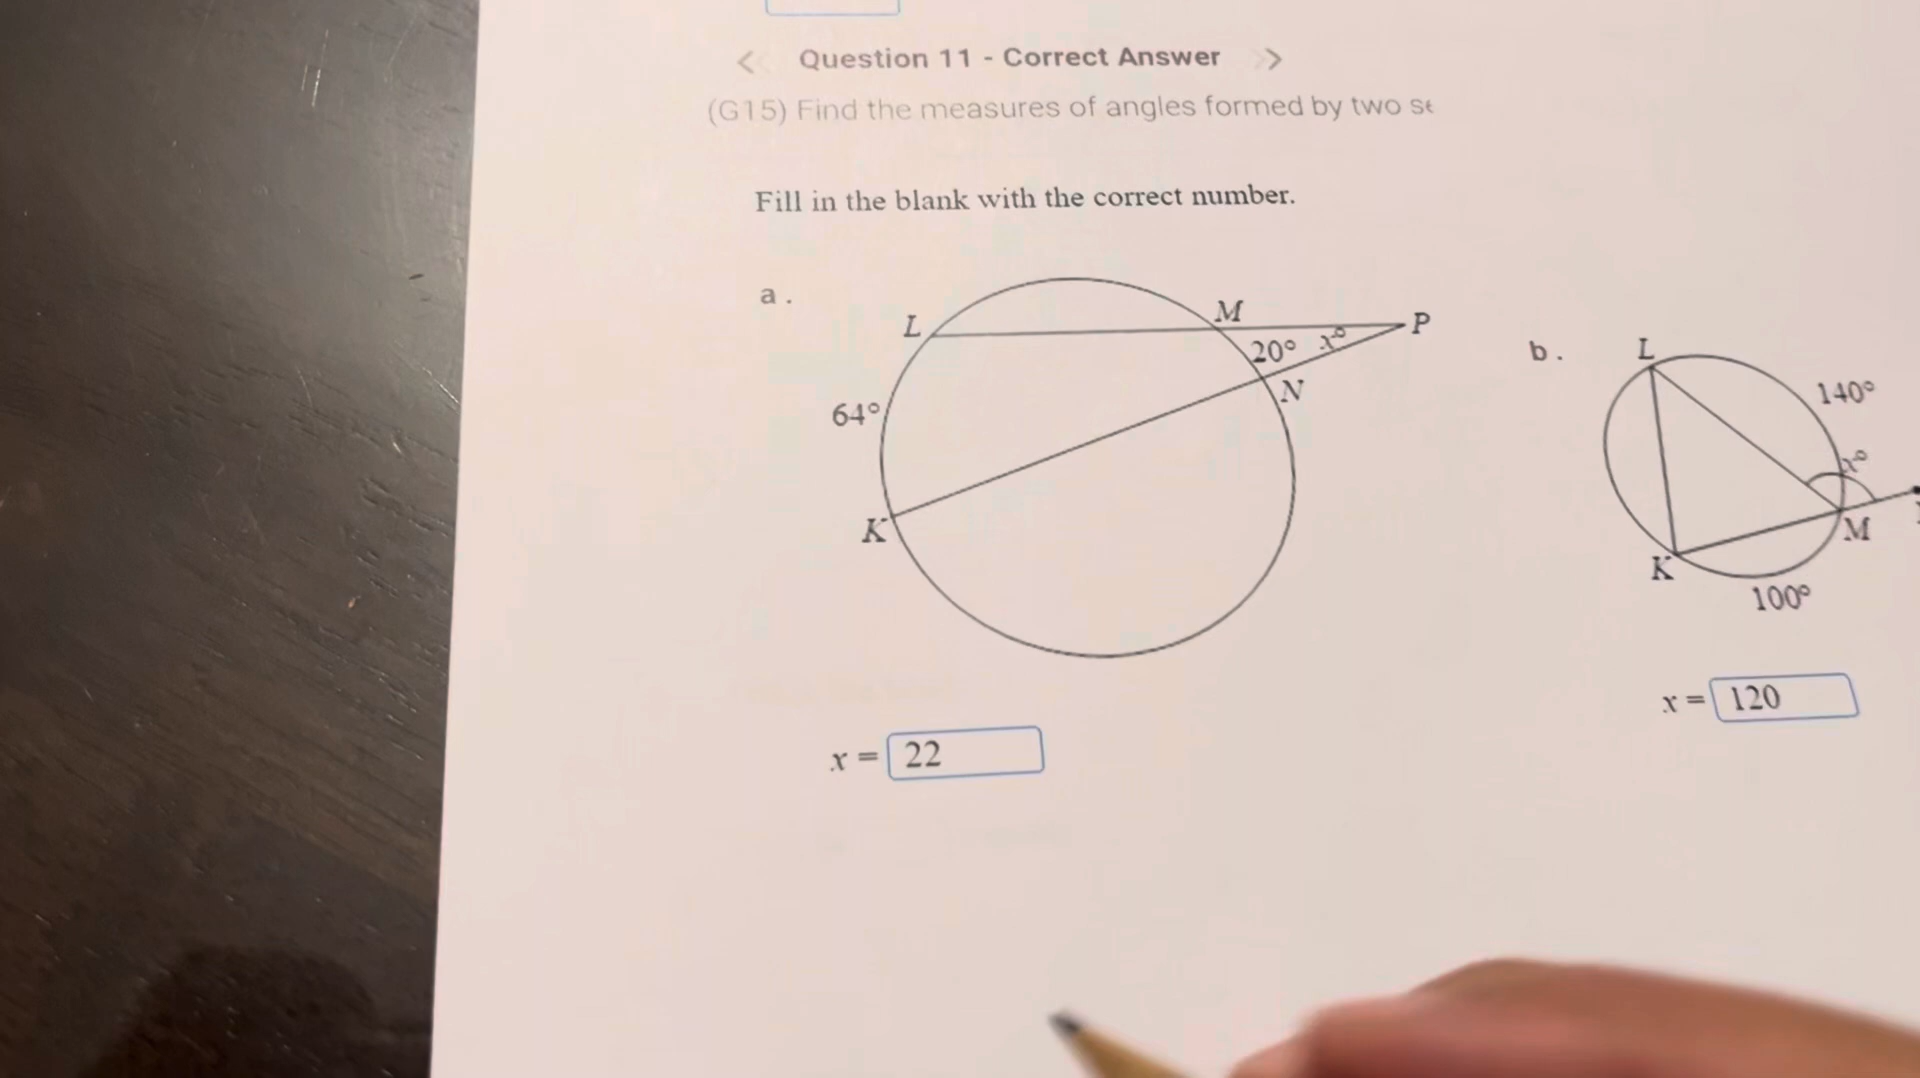 Question 11 - Correct Answer
(G15) Find the measures of angles formed by two se
Fill in the blank with the correct number.
a.
L
M
P
20°
x°
N
64°
K
x = 22
b.
L
140°
x°
M
K
100°
x = 120